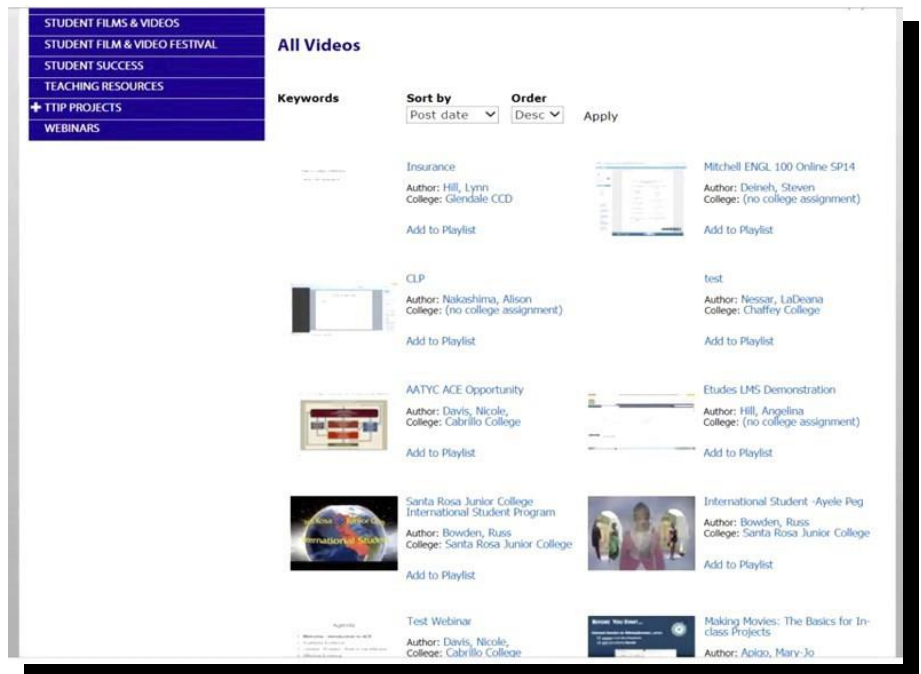 STUDENT FILMS & VIDEOS
STUDENT FILM & VIDEO FESTIVAL
STUDENT SUCCESS
TEACHING RESOURCES
TTIP PROJECTS
WEBINARS
All Videos
Keywords
Sort by
Order
Post date
Desc
Apply
Insurance
Author: Hill, Lynn
College: Glendale CCD
Add to Playlist
Mitchell ENGL 100 Online SP14
Author: Deineh, Steven
College: (no college assignment)
Add to Playlist
CLP
Author: Nakashima, Alison
College: (no college assignment)
Add to Playlist
test
Author: Nessar, LaDeana
College: Chaffey College
Add to Playlist
AATYC ACE Opportunity
Author: Davis, Nicole,
College: Cabrillo College
Add to Playlist
Etudes LMS Demonstration
Author: Hill, Angelina
College: (no college assignment)
Add to Playlist
Santa Rosa Junior College
International Student Program
Author: Bowden, Russ
College: Santa Rosa Junior College
Add to Playlist
International Student -Ayele Peg
Author: Bowden, Russ
College: Santa Rosa Junior College
Add to Playlist
Agenda
Test Webinar
Author: Davis, Nicole,
College: Cabrillo College
BEFORE YOU START...
Making Movies: The Basics for In-
class Projects
Author: Apigo, Mary-Jo